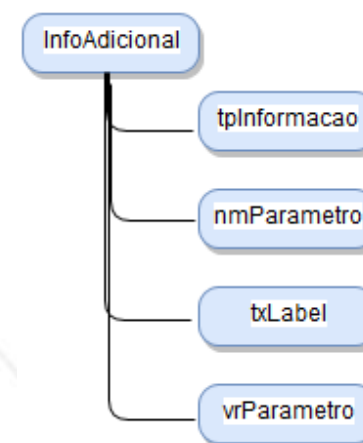 InfoAdicional
tpInformacao
nmParametro
txLabel
vrParametro